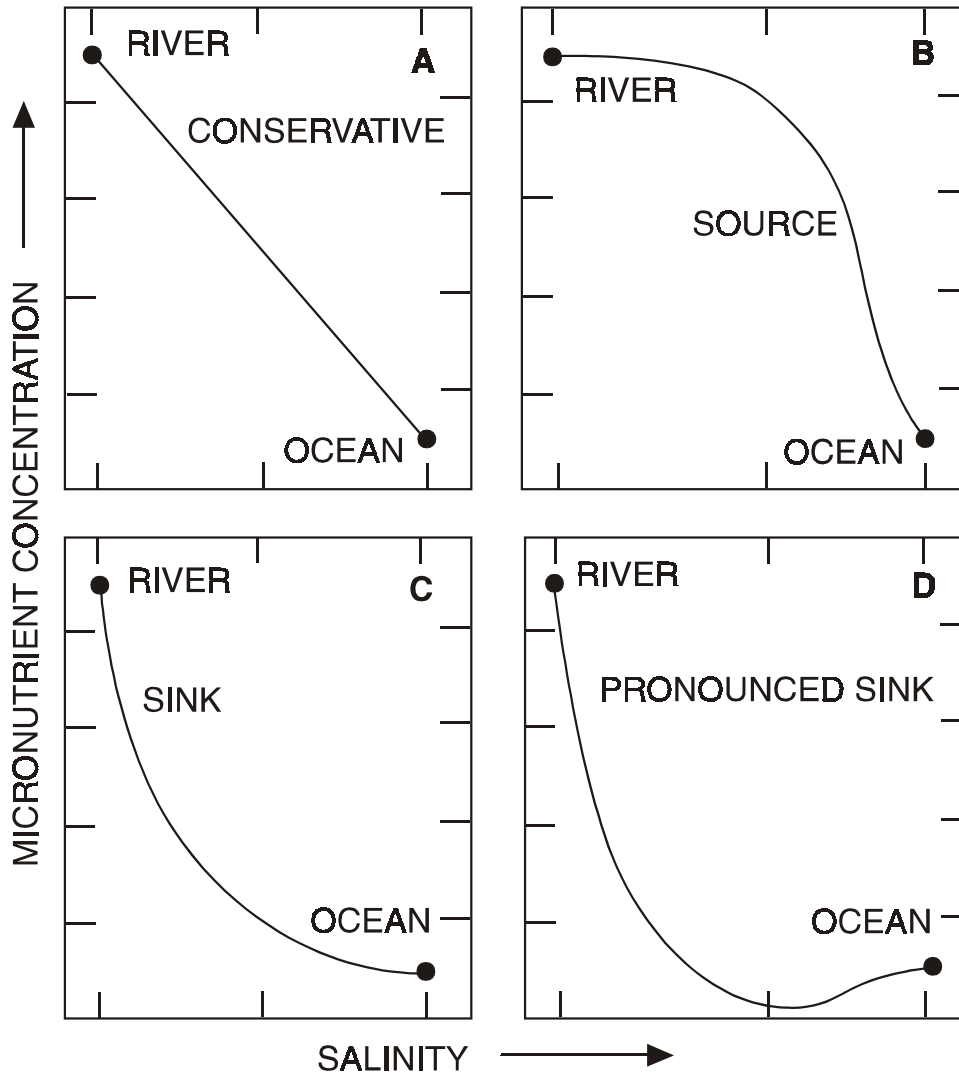 MICRONUTRIENT CONCENTRATION
RIVER
A
CONSERVATIVE
OCEAN
B
RIVER
SOURCE
OCEAN
RIVER
C
SINK
OCEAN
RIVER
D
PRONOUNCED SINK
OCEAN
SALINITY